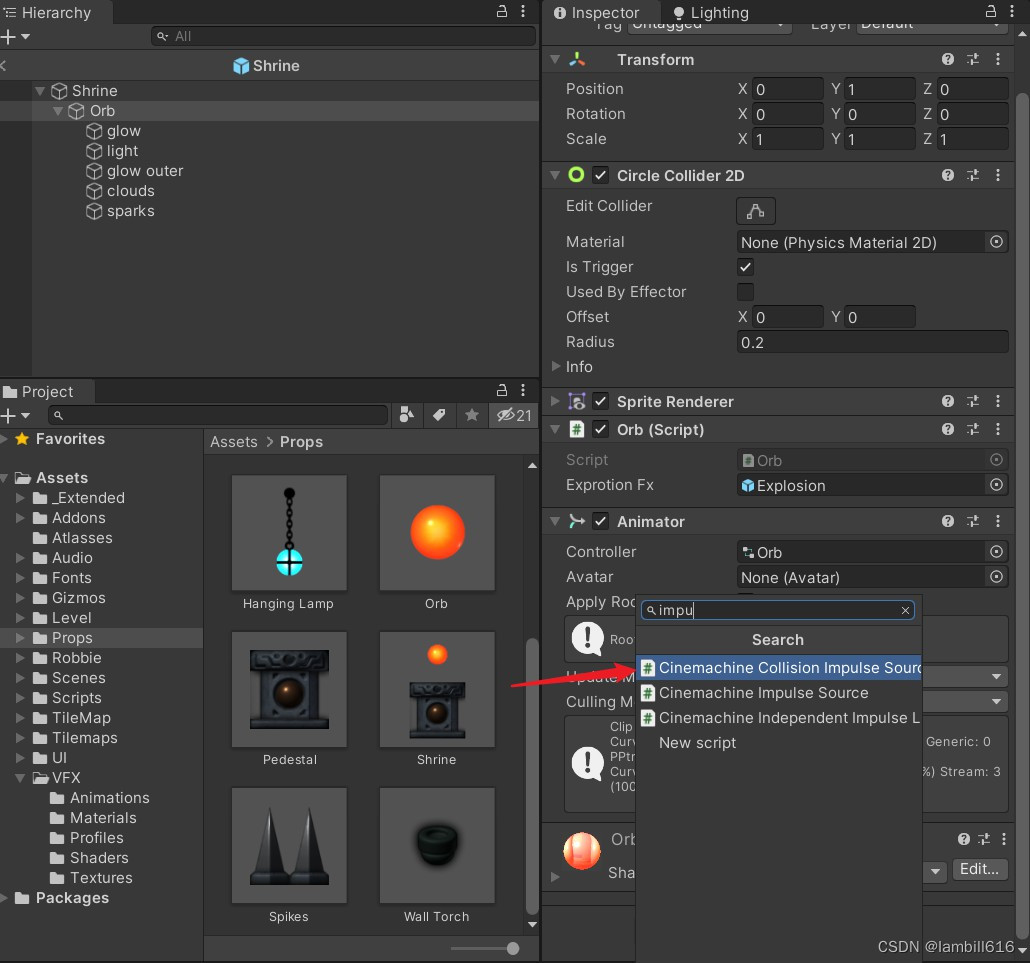 Hierarchy
All
Shrine
Shrine
Orb
glow
light
glow outer
clouds
sparks
Project
21
Favorites
Assets
_Extended
Addons
Atlasses
Audio
Fonts
Gizmos
Level
Props
Robbie
Scenes
Scripts
TileMap
Tilemaps
UI
VFX
Animations
Materials
Profiles
Shaders
Textures
Packages
Assets > Props
Hanging Lamp
Orb
Pedestal
Shrine
Spikes
Wall Torch
Inspector Lighting
Tag Untagged Layer Default
Transform
Position X 0 Y 1 Z 0
Rotation X 0 Y 0 Z 0
Scale X 1 Y 1 Z 1
Circle Collider 2D
Edit Collider
Material None (Physics Material 2D)
Is Trigger
Used By Effector
Offset X 0 Y 0
Radius 0.2
Info
Sprite Renderer
# Orb (Script)
Script Orb
Exprotion Fx Explosion
Animator
Controller Orb
Avatar None (Avatar)
Apply Roo
impu
Roo
Search
# Cinemachine Collision Impulse Sourc
Update M
# Cinemachine Impulse Source
Culling M
# Cinemachine Independent Impulse L
New script
Clip
Curv Generic: 0
PPtr
Curv %) Stream: 3
(100
Orb
Sha
Edit...
CSDN @Iambill616